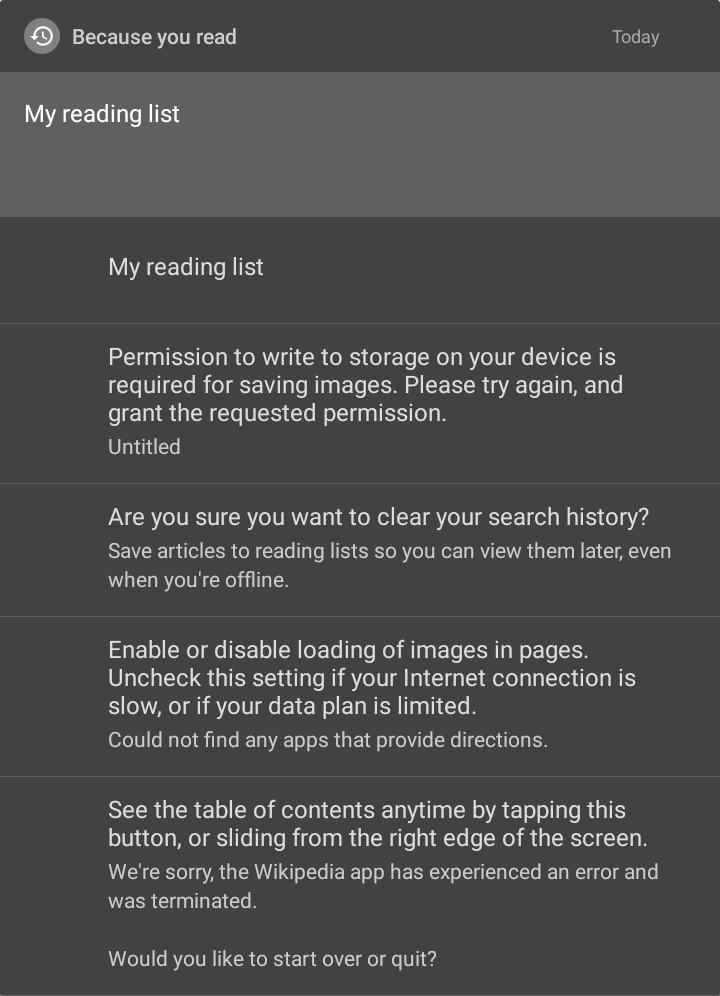 Because you read
Today
My reading list
My reading list
Permission to write to storage on your device is
required for saving images. Please try again, and
grant the requested permission.
Untitled
Are you sure you want to clear your search history?
Save articles to reading lists so you can view them later, even
when you're offline.
Enable or disable loading of images in pages.
Uncheck this setting if your Internet connection is
slow, or if your data plan is limited.
Could not find any apps that provide directions.
See the table of contents anytime by tapping this
button, or sliding from the right edge of the screen.
We're sorry, the Wikipedia app has experienced an error and
was terminated.
Would you like to start over or quit?